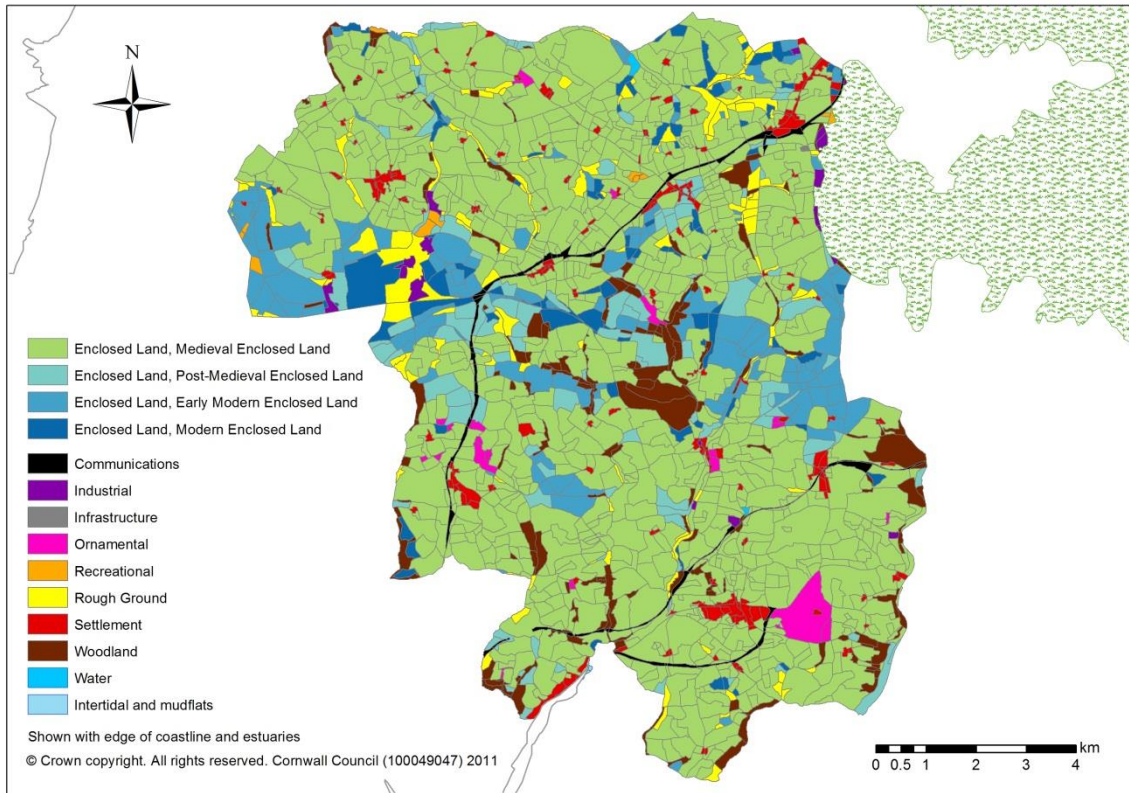 N
Enclosed Land, Medieval Enclosed Land
Enclosed Land, Post-Medieval Enclosed Land
Enclosed Land, Early Modern Enclosed Land
Enclosed Land, Modern Enclosed Land
Communications
Industrial
Infrastructure
Ornamental
Recreational
Rough Ground
Settlement
Woodland
Water
Intertidal and mudflats
Shown with edge of coastline and estuaries
© Crown copyright. All rights reserved. Cornwall Council (100049047) 2011
km
0 0.5 1 2 3 4